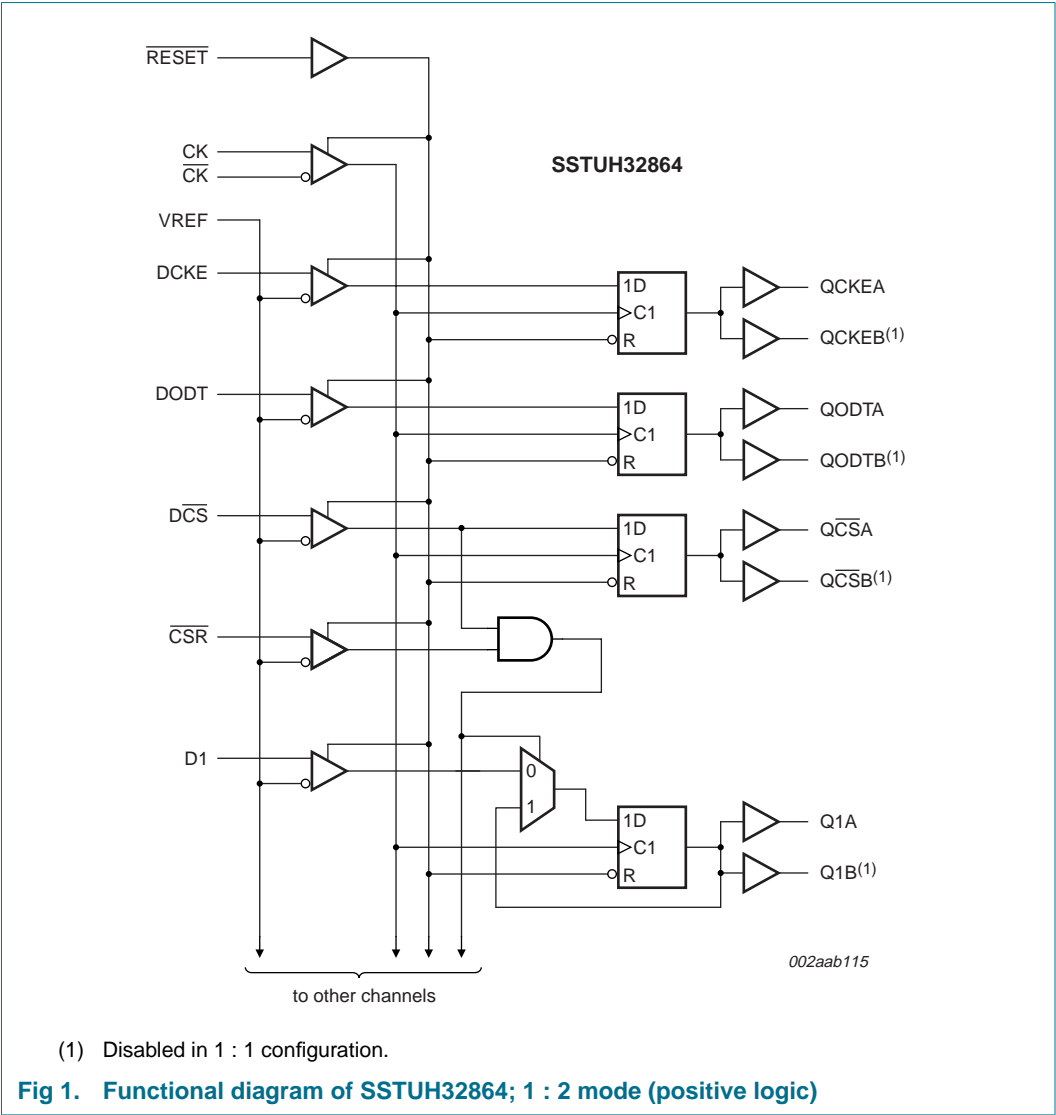 RESET
CK
CK
SSTUH32864
VREF
DCKE
1D
C1
R
QCKEA
QCKEB(1)
DODT
1D
C1
R
QODTA
QODTB(1)
DCS
1D
C1
R
QCSA
QCSB(1)
CSR
D1
0
1
1D
C1
R
Q1A
Q1B(1)
to other channels
002aab115
(1) Disabled in 1 : 1 configuration.
Fig 1. Functional diagram of SSTUH32864; 1 : 2 mode (positive logic)